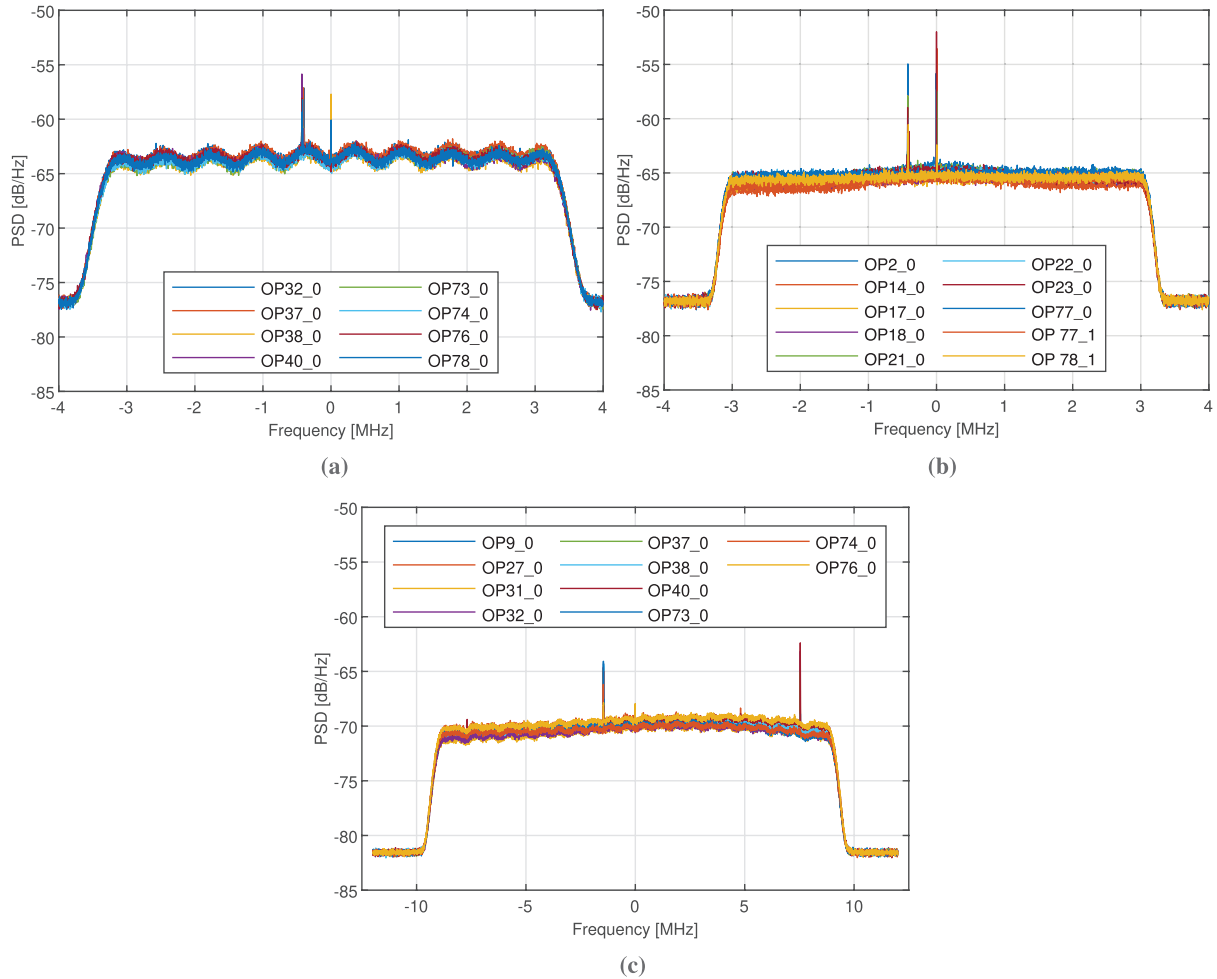 -50
-55
-60
-65
-70
-75
-80
-85
PSD [dB/Hz]
OP32_0 OP73_0
OP37_0 OP74_0
OP38_0 OP76_0
OP40_0 OP78_0
-4 -3 -2 -1 0 1 2 3 4
Frequency [MHz]
(a)
-50
-55
-60
-65
-70
-75
-80
-85
PSD [dB/Hz]
OP2_0 OP22_0
OP14_0 OP23_0
OP17_0 OP77_0
OP18_0 OP 77_1
OP21_0 OP 78_1
-4 -3 -2 -1 0 1 2 3 4
Frequency [MHz]
(b)
-50
-55
-60
-65
-70
-75
-80
-85
PSD [dB/Hz]
OP9_0 OP37_0 OP74_0
OP27_0 OP38_0 OP76_0
OP31_0 OP40_0
OP32_0 OP73_0
-10 -5 0 5 10
Frequency [MHz]
(c)